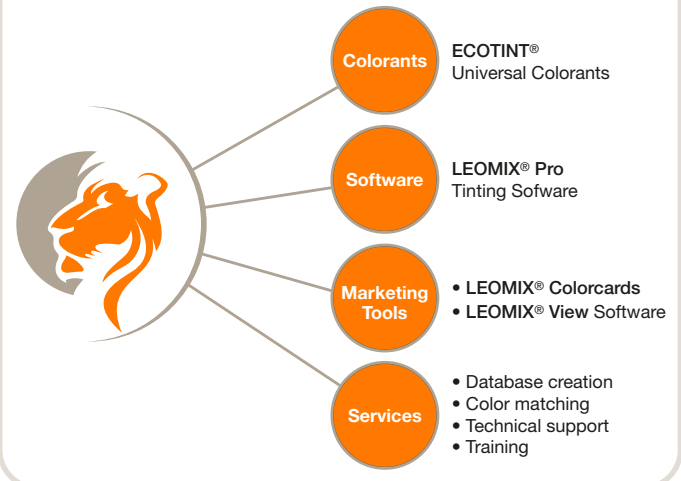 Colorants
ECOTINT®
Universal Colorants
Software
LEOMIX® Pro
Tinting Sofware
Marketing
Tools
• LEOMIX® Colorcards
• LEOMIX® View Software
Services
• Database creation
• Color matching
• Technical support
• Training